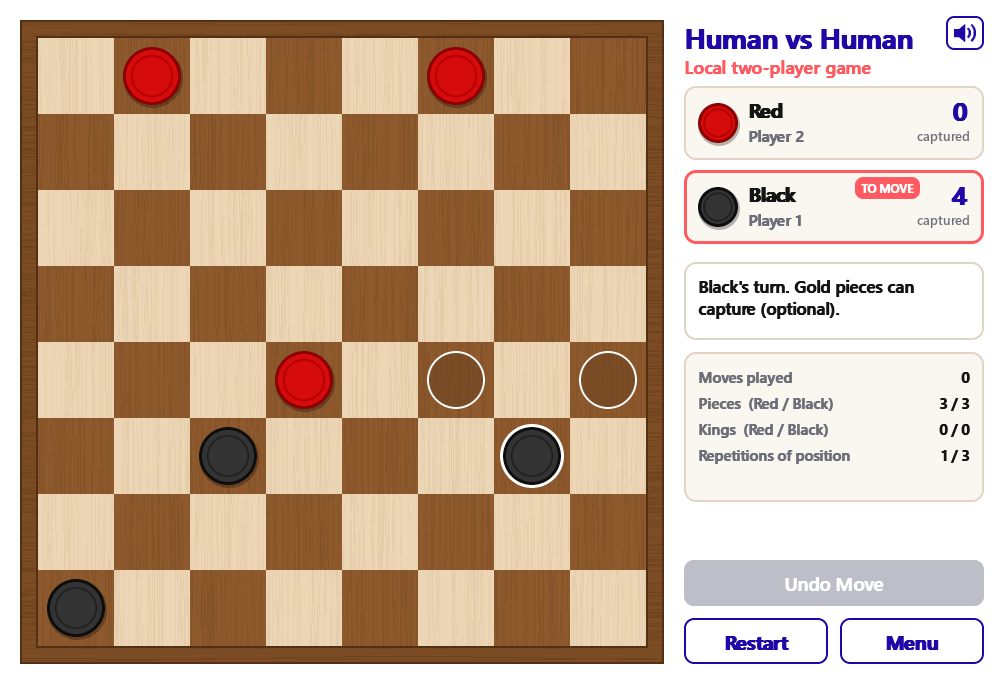 Human vs Human
Local two-player game
Red
Player 2
0
captured
Black
Player 1
TO MOVE
4
captured
Black's turn. Gold pieces can
capture (optional).
Moves played 0
Pieces (Red / Black) 3 / 3
Kings (Red / Black) 0 / 0
Repetitions of position 1 / 3
Undo Move
Restart
Menu